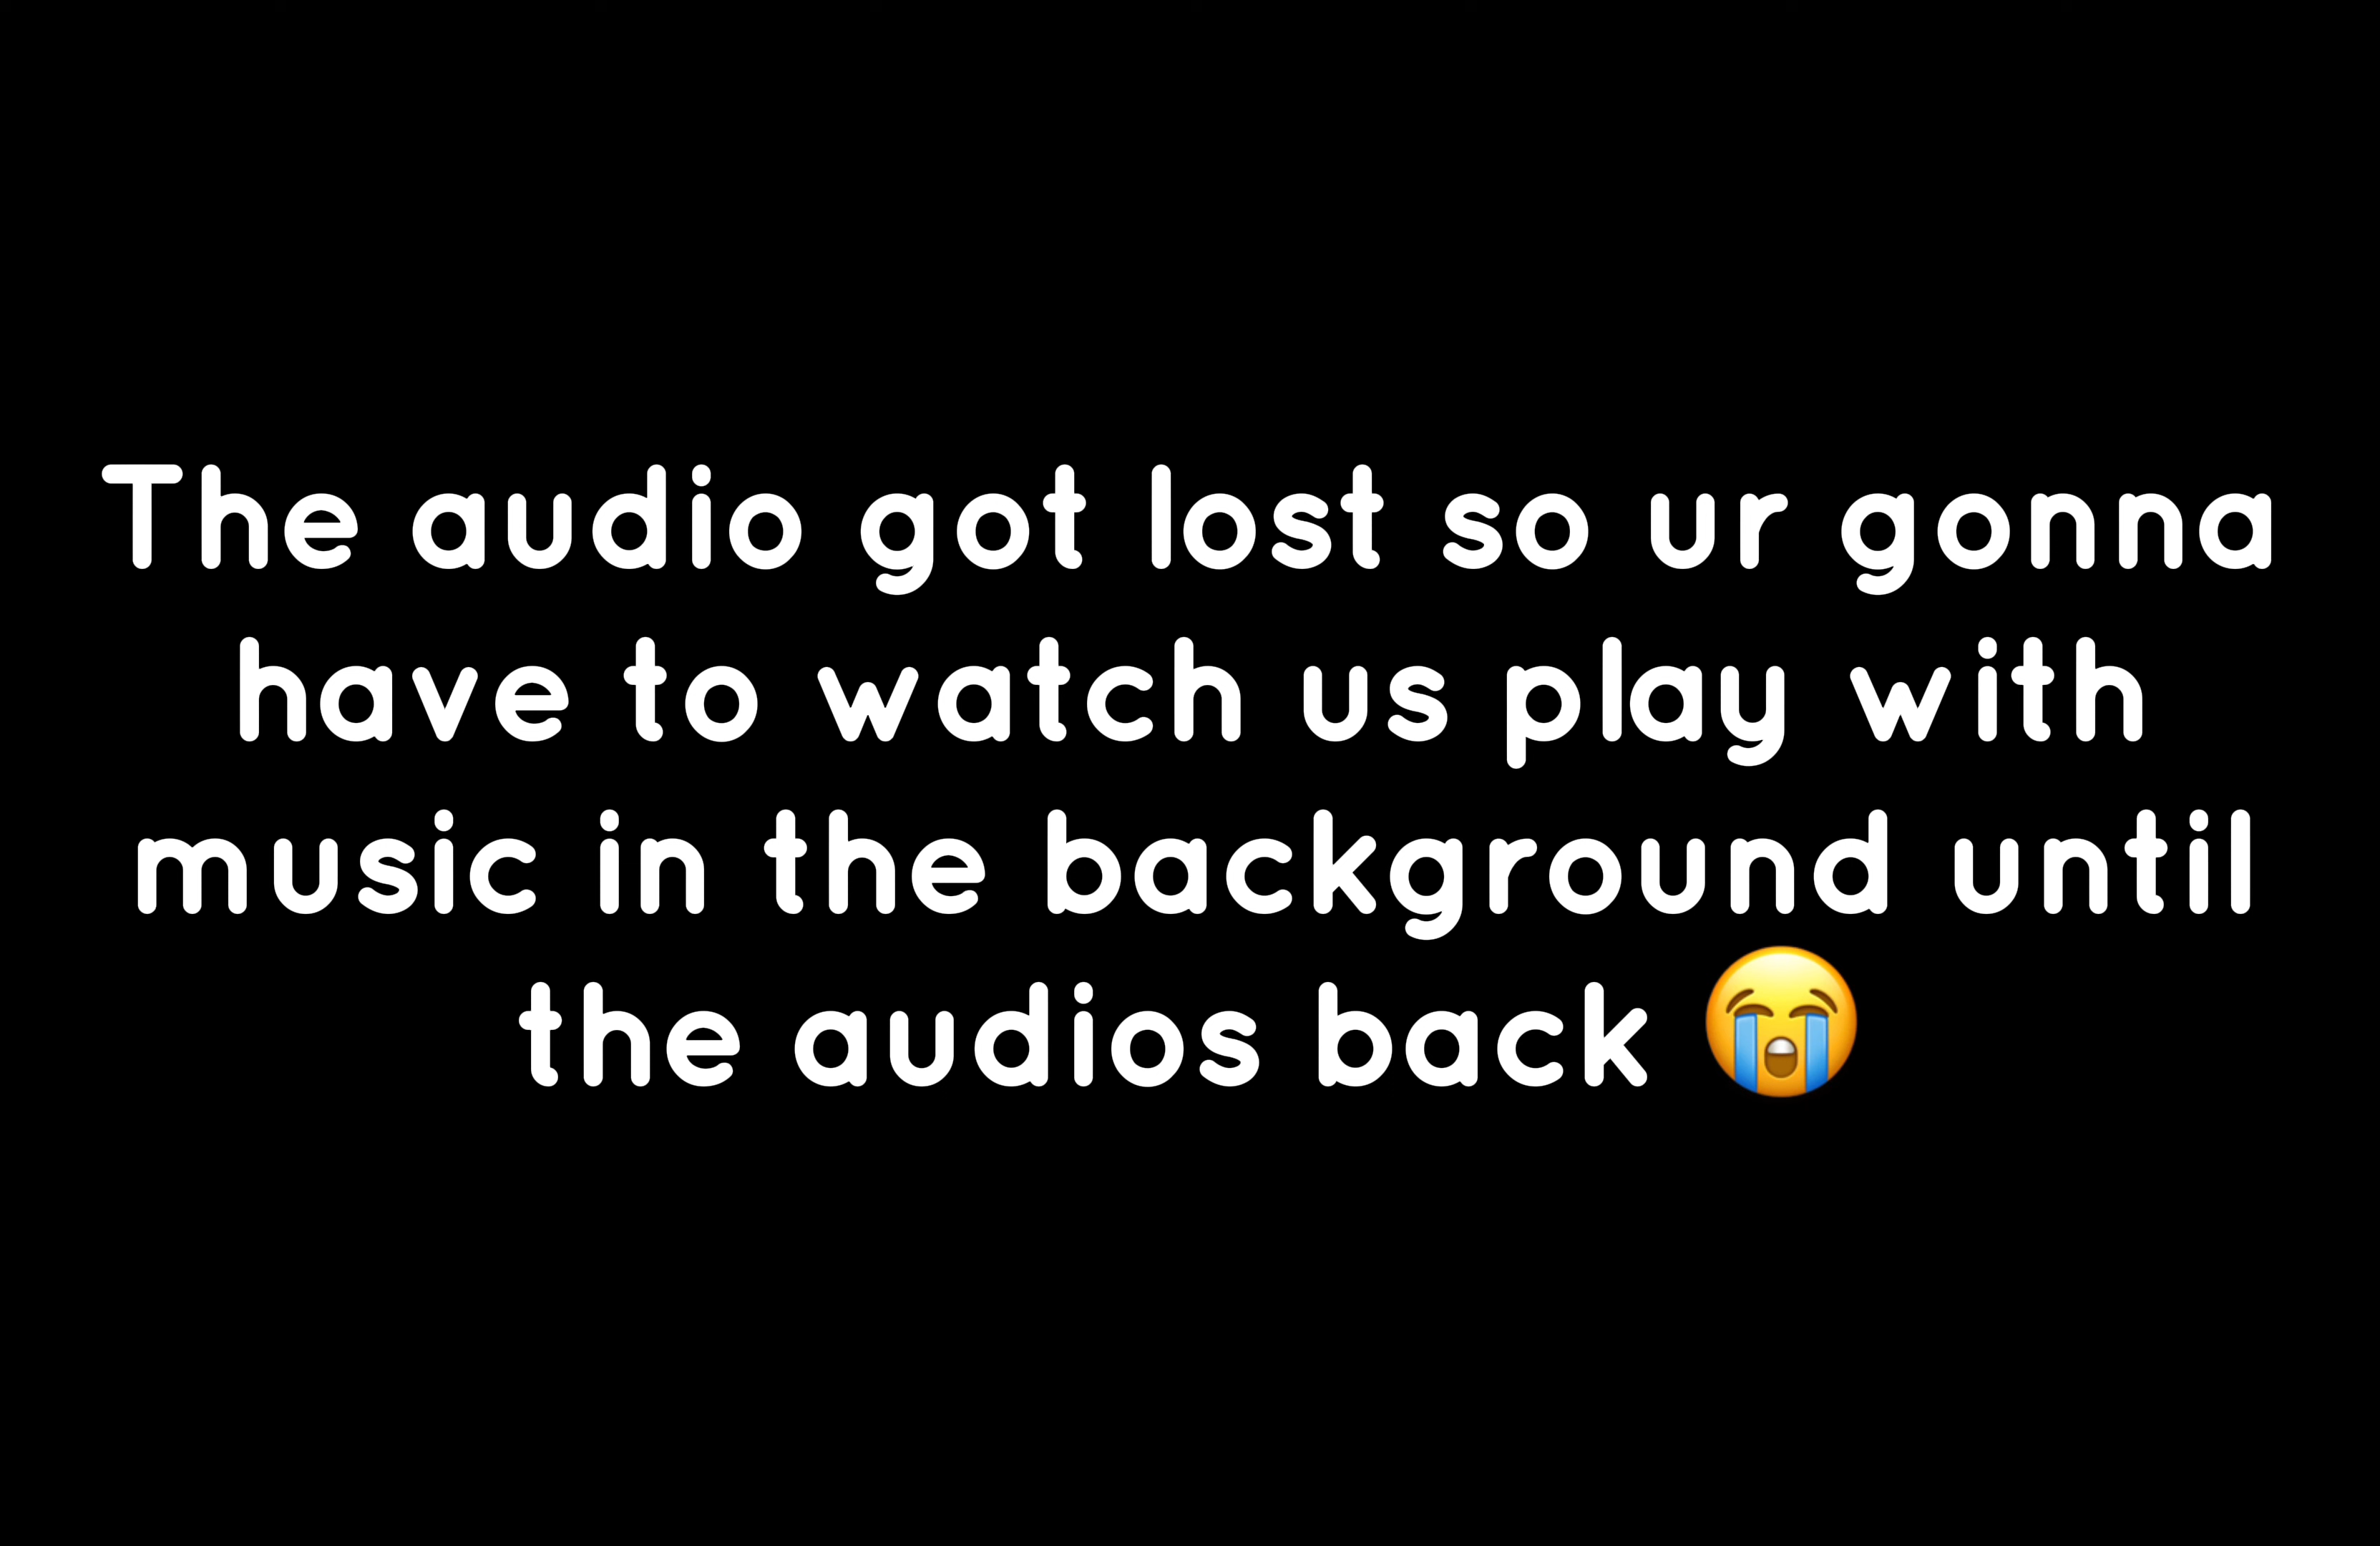 The audio got lost so ur gonna
have to watch us play with
music in the background until
the audios back 😭